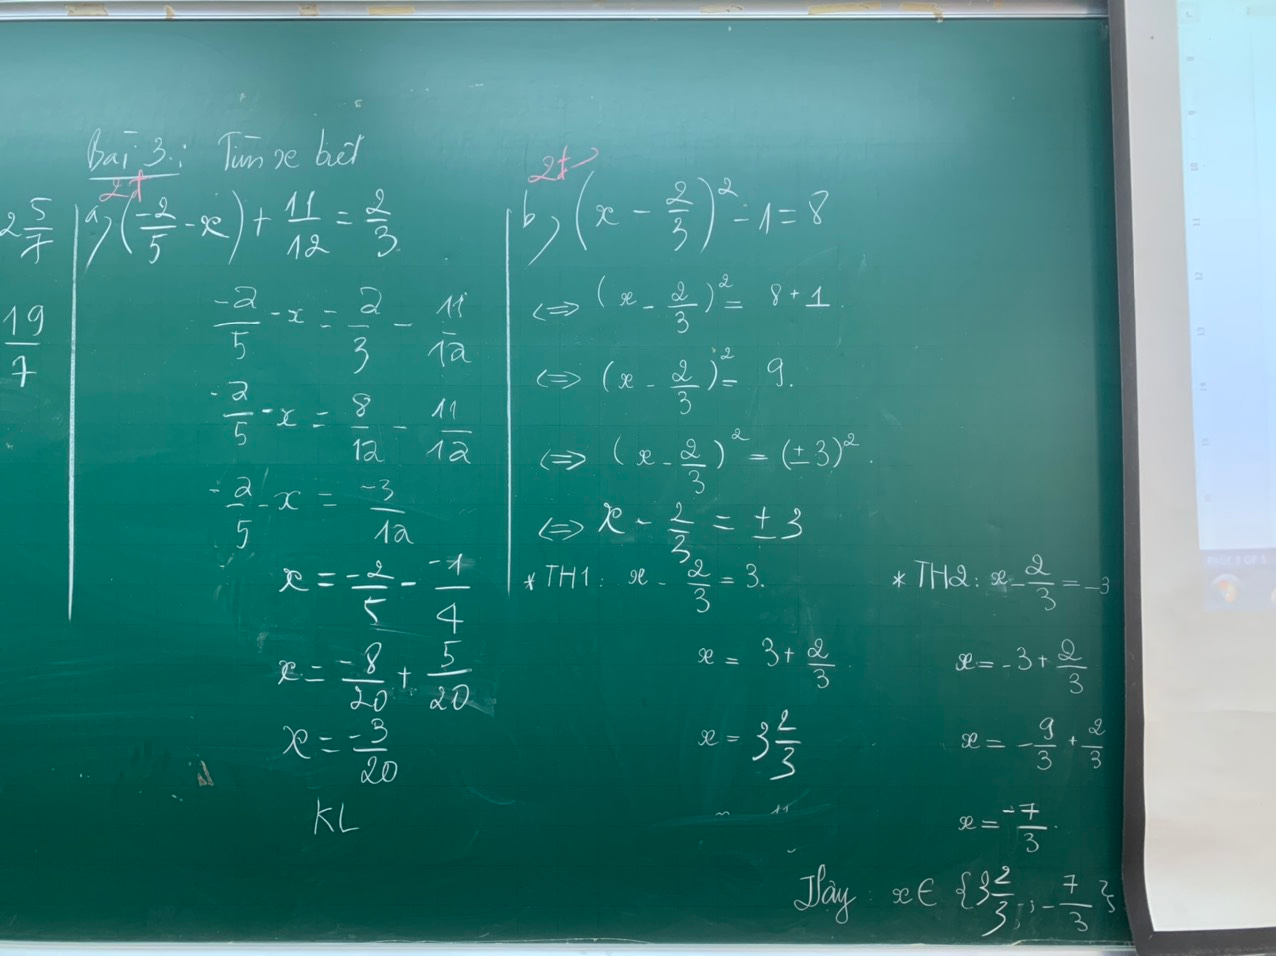 2 5/7
19/7
Bài 3: Tìm x biết
2đ
a) (-2/5 - x) + 11/12 = 2/3
-2/5 - x = 2/3 - 11/12
-2/5 - x = 8/12 - 11/12
-2/5 - x = -3/12
x = -2/5 - -1/4
x = -8/20 + 5/20
x = -3/20
KL
2đ
b) (x - 2/3)² - 1 = 8
<=> (x - 2/3)² = 8 + 1.
<=> (x - 2/3)² = 9.
<=> (x - 2/3)² = (± 3)².
<=> x - 2/3 = ± 3
* TH1: x - 2/3 = 3.
x = 3 + 2/3.
x = 3 2/3
* TH2: x - 2/3 = -3
x = -3 + 2/3
x = -9/3 + 2/3
x = -7/3.
Vậy: x ∈ {3 2/3; -7/3}